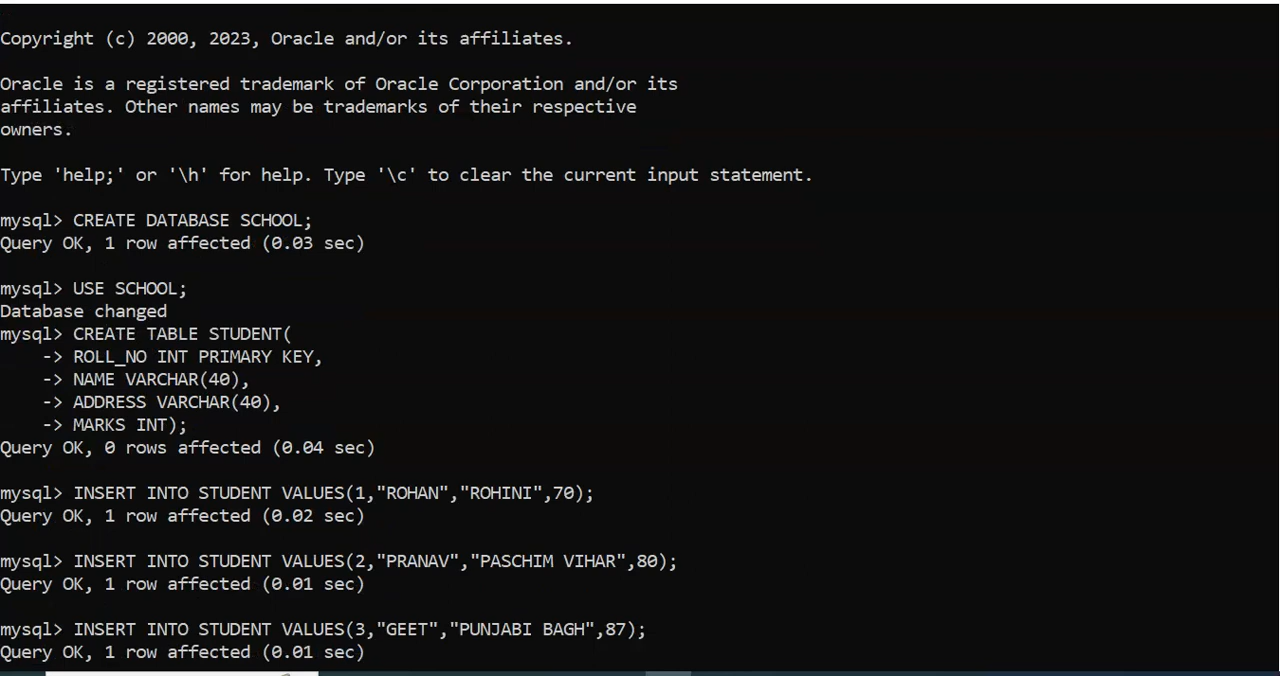 Copyright (c) 2000, 2023, Oracle and/or its affiliates.
Oracle is a registered trademark of Oracle Corporation and/or its
affiliates. Other names may be trademarks of their respective
owners.
Type 'help;' or '\h' for help. Type '\c' to clear the current input statement.
mysql> CREATE DATABASE SCHOOL;
Query OK, 1 row affected (0.03 sec)
mysql> USE SCHOOL;
Database changed
mysql> CREATE TABLE STUDENT(
    -> ROLL_NO INT PRIMARY KEY,
    -> NAME VARCHAR(40),
    -> ADDRESS VARCHAR(40),
    -> MARKS INT);
Query OK, 0 rows affected (0.04 sec)
mysql> INSERT INTO STUDENT VALUES(1,"ROHAN","ROHINI",70);
Query OK, 1 row affected (0.02 sec)
mysql> INSERT INTO STUDENT VALUES(2,"PRANAV","PASCHIM VIHAR",80);
Query OK, 1 row affected (0.01 sec)
mysql> INSERT INTO STUDENT VALUES(3,"GEET","PUNJABI BAGH",87);
Query OK, 1 row affected (0.01 sec)